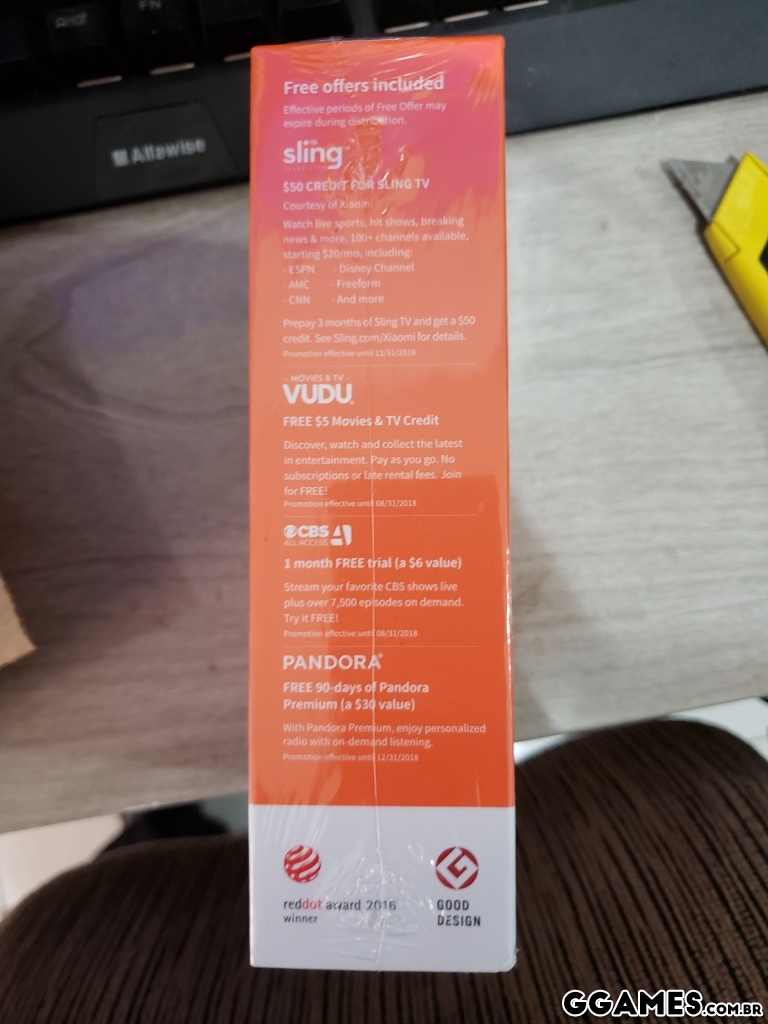 FN
Allawise
Free offers included
Effective periods of Free Offer may
expire during distribution.
sling
$50 CREDIT FOR SLING TV
Courtesy of Xiaomi
Watch live sports, hit shows, breaking
news & more. 100+ channels available,
starting $20/mo, including:
· ESPN · Disney Channel
· AMC · Freeform
· CNN · And more
Prepay 3 months of Sling TV and get a $50
credit. See Sling.com/Xiaomi for details.
Promotion effective until 12/31/2018
- MOVIES & TV -
VUDU
FREE $5 Movies & TV Credit
Discover, watch and collect the latest
in entertainment. Pay as you go. No
subscriptions or late rental fees. Join
for FREE!
Promotion effective until 08/31/2018
CBS
ALL ACCESS
1 month FREE trial (a $6 value)
Stream your favorite CBS shows live
plus over 7,500 episodes on demand.
Try it FREE!
Promotion effective until 08/31/2018
PANDORA®
FREE 90-days of Pandora
Premium (a $30 value)
With Pandora Premium, enjoy personalized
radio with on-demand listening.
Promotion effective until 12/31/2018
reddot award 2016
winner
GOOD
DESIGN
GGAMES.COM.BR